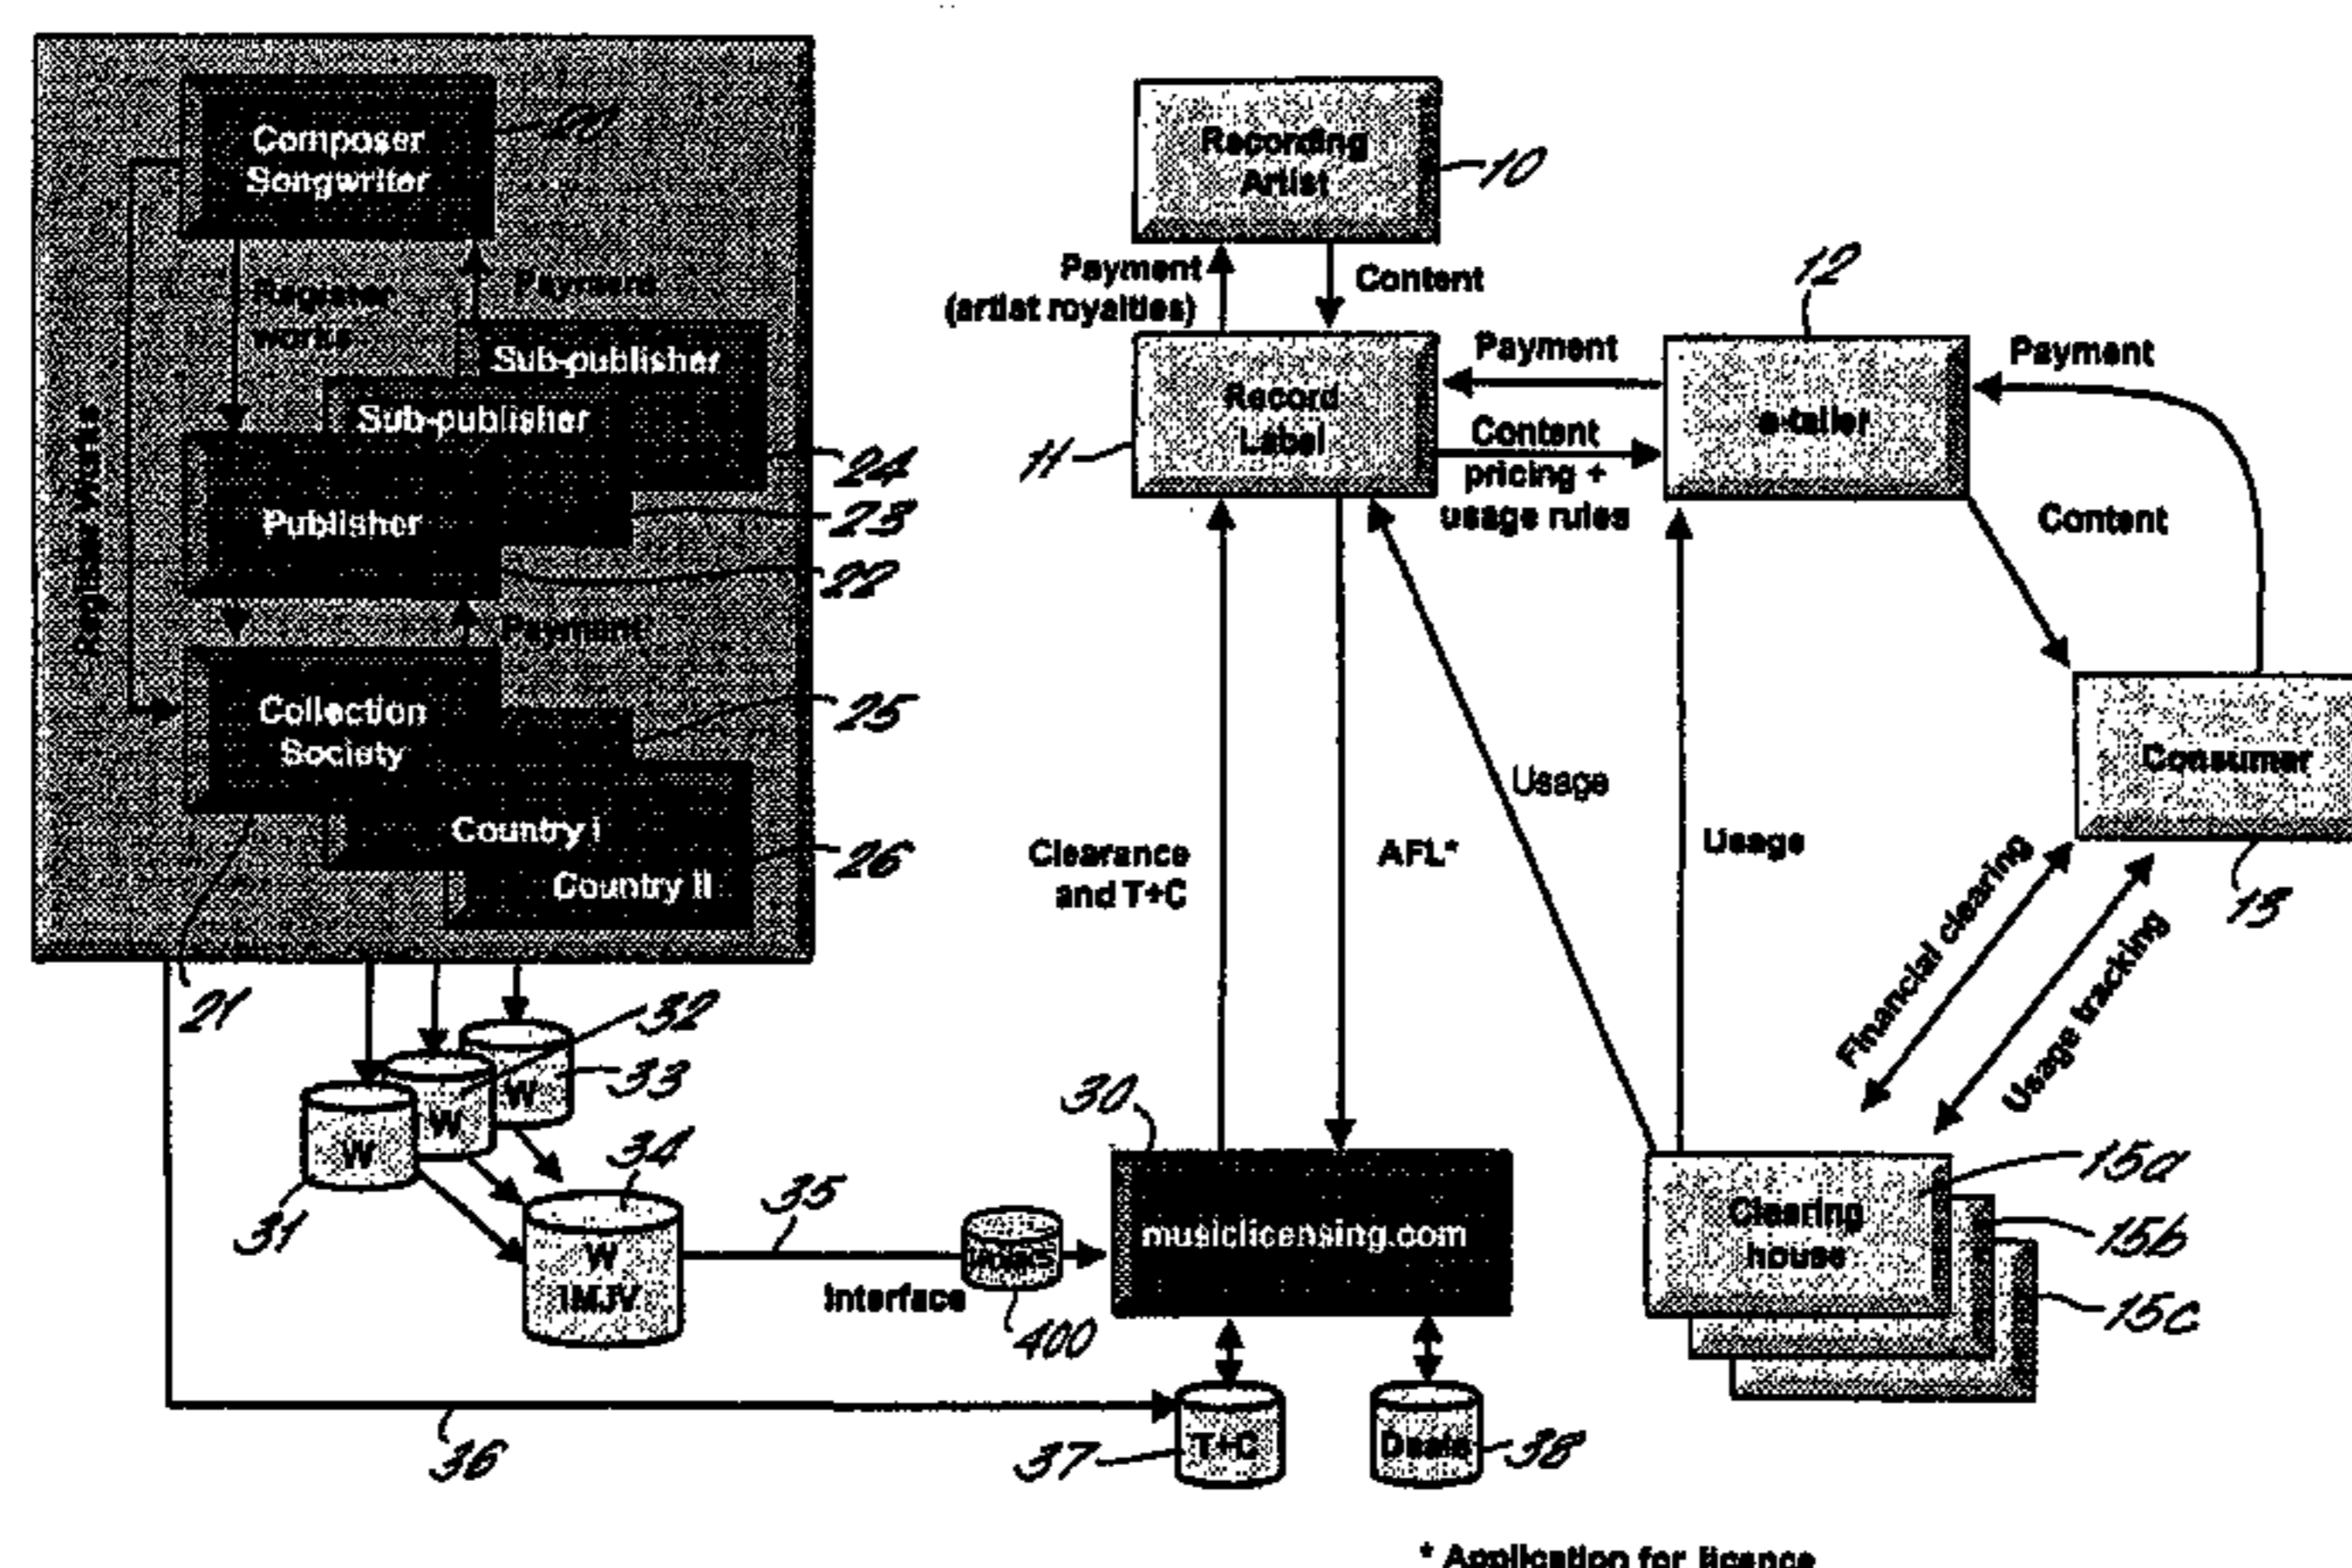 Composer
Songwriter
20
Register
works
Payment
Sub-publisher
Sub-publisher
24
Publisher
23
22
Register Works
Payment
Collection
Society
25
Country I
26
Country II
21
Recording
Artist
10
Payment
(artist royalties)
Content
Record
Label
11
Payment
Content
pricing +
usage rules
12
e-tailer
Payment
Content
Consumer
13
Clearance
and T+C
AFL*
Usage
Usage
Financial clearing
Usage tracking
32
33
W
W
W
31
34
W
IMJV
35
Interface
400
30
musiclicensing.com
Clearing
house
15a
15b
15c
36
37
T+C
Deals
38
* Application for licence